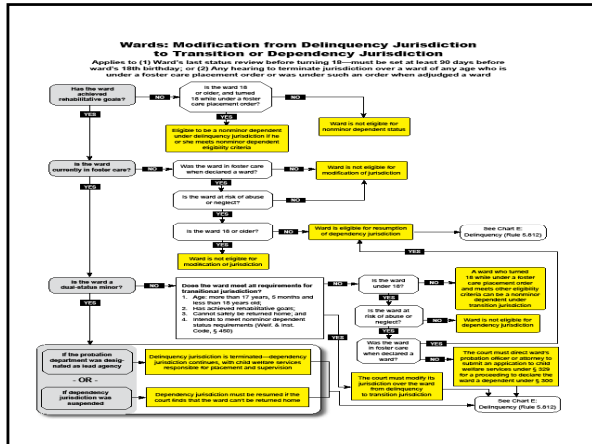 Wards: Modification from Delinquency Jurisdiction
to Transition or Dependency Jurisdiction
Applies to (1) Ward's last status review before turning 18—must be set at least 90 days before
ward's 18th birthday; or (2) Any hearing to terminate jurisdiction over a ward of any age who is
under a foster care placement order or was under such an order when adjudged a ward
Has the ward
achieved
rehabilitative goals?
NO
Is the ward 18
or older, and turned
18 while under a foster
care placement order?
NO
YES
YES
Eligible to be a nonminor dependent
under delinquency jurisdiction if he
or she meets nonminor dependent
eligibility criteria
Ward is not eligible for
nonminor dependent status
Is the ward
currently in foster care?
NO
Was the ward in foster care
when declared a ward?
NO
Ward is not eligible for
modification of jurisdiction
YES
YES
Is the ward at risk of abuse
or neglect?
NO
YES
Is the ward 18 or older?
NO
Ward is eligible for resumption
of dependency jurisdiction
See Chart E:
Delinquency (Rule 5.812)
YES
YES
Ward is not eligible for
modification of jurisdiction
Is the ward a
dual-status minor?
NO
Does the ward meet all requirements for
transitional jurisdiction?
1. Age: more than 17 years, 5 months and
less than 18 years old;
2. Has achieved rehabilitative goals;
3. Cannot safely be returned home; and
4. Intends to meet nonminor dependent
status requirements (Welf. & Inst.
Code, § 450)
NO
Is the ward
under 18?
NO
A ward who turned
18 while under a foster
care placement order
and meets other eligibility
criteria can be a nonminor
dependent under
transition jurisdiction
YES
Is the ward at
risk of abuse or
neglect?
NO
Ward is not eligible for
dependency jurisdiction
YES
Was the ward
in foster care
when declared a
ward?
NO
The court must direct ward's
probation officer or attorney to
submit an application to child
welfare services under § 329
for a proceeding to declare the
ward a dependent under § 300
YES
YES
If the probation
department was desig-
nated as lead agency
Delinquency jurisdiction is terminated—dependency
jurisdiction continues, with child welfare services
responsible for placement and supervision
- OR -
If dependency
jurisdiction was
suspended
Dependency jurisdiction must be resumed if the
court finds that the ward can't be returned home
The court must modify its
jurisdiction over the ward
from delinquency
to transition jurisdiction
See Chart E:
Delinquency (Rule 5.812)